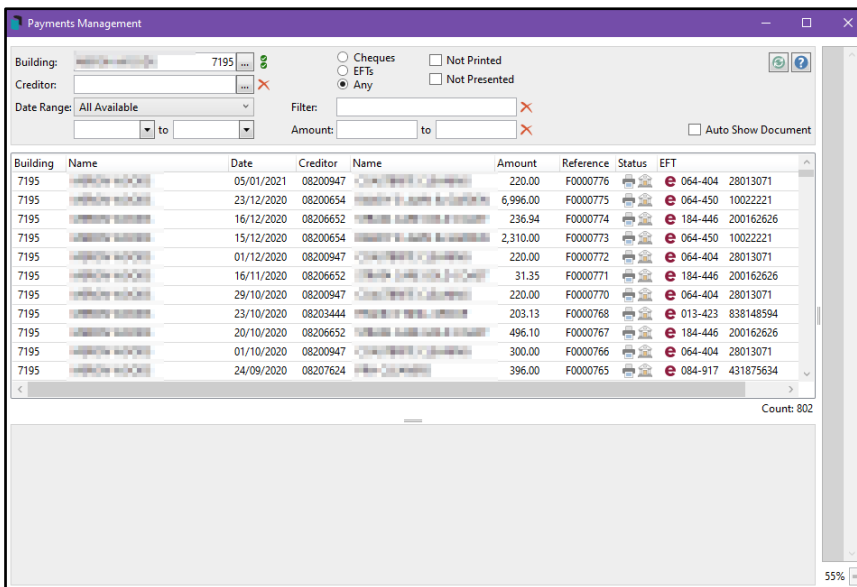 Payments Management
Building: 7195 ... Cheques Not Printed
EFTs
Creditor: ... Any Not Presented
Date Range: All Available Filter:
to Amount: to Auto Show Document
Building Name Date Creditor Name Amount Reference Status EFT
7195 05/01/2021 08200947 220.00 F0000776 e 064-404 28013071
7195 23/12/2020 08200654 6,996.00 F0000775 e 064-450 10022221
7195 16/12/2020 08206652 236.94 F0000774 e 184-446 200162626
7195 15/12/2020 08200654 2,310.00 F0000773 e 064-450 10022221
7195 01/12/2020 08200947 220.00 F0000772 e 064-404 28013071
7195 16/11/2020 08206652 31.35 F0000771 e 184-446 200162626
7195 29/10/2020 08200947 220.00 F0000770 e 064-404 28013071
7195 23/10/2020 08203444 203.13 F0000768 e 013-423 838148594
7195 20/10/2020 08206652 496.10 F0000767 e 184-446 200162626
7195 01/10/2020 08200947 300.00 F0000766 e 064-404 28013071
7195 24/09/2020 08207624 396.00 F0000765 e 084-917 431875634
Count: 802
55%